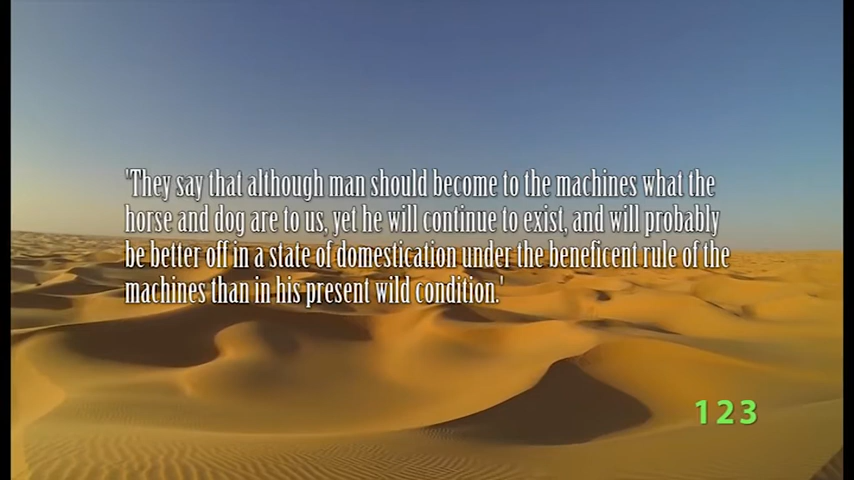 'They say that although man should become to the machines what the
horse and dog are to us, yet he will continue to exist, and will probably
be better off in a state of domestication under the beneficent rule of the
machines than in his present wild condition.'
123